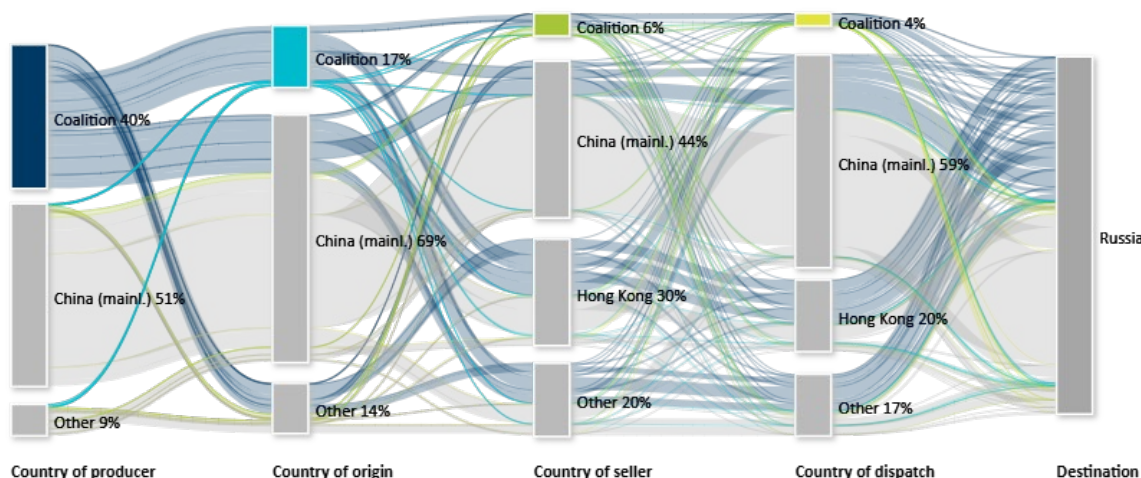 Coalition 40%
China (mainl.) 51%
Other 9%
Coalition 17%
China (mainl.) 69%
Other 14%
Coalition 6%
China (mainl.) 44%
Hong Kong 30%
Other 20%
Coalition 4%
China (mainl.) 59%
Hong Kong 20%
Other 17%
Russia
Country of producer
Country of origin
Country of seller
Country of dispatch
Destination